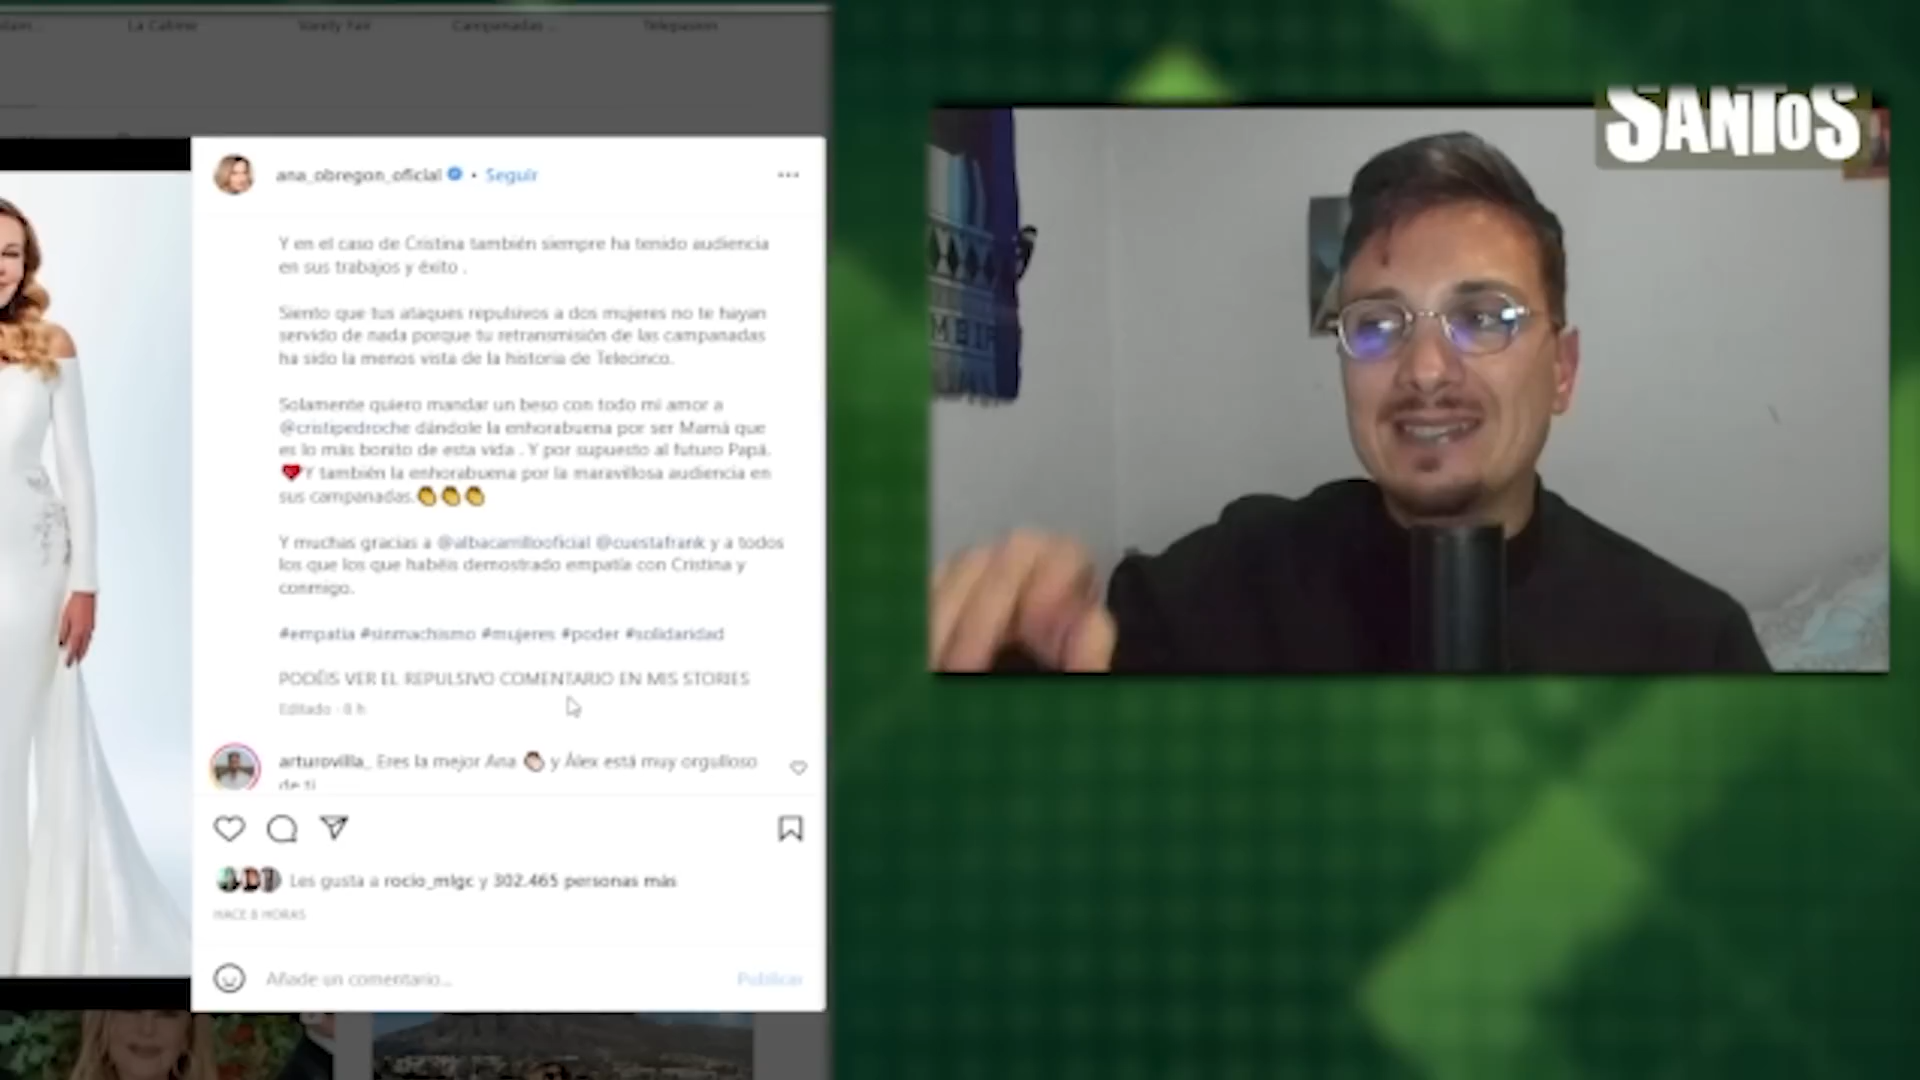 La Cabine
Vanity Fair
Campanadas ...
Telepasion
SANToS
ana_obregon_oficial • Seguir
Y en el caso de Cristina también siempre ha tenido audiencia
en sus trabajos y éxito .
Siento que tus ataques repulsivos a dos mujeres no te hayan
servido de nada porque tu retransmisión de las campanadas
ha sido la menos vista de la historia de Telecinco.
Solamente quiero mandar un beso con todo mi amor a
@cristipedroche dándole la enhorabuena por ser Mamá que
es lo más bonito de esta vida . Y por supuesto al futuro Papá.
❤️Y también la enhorabuena por la maravillosa audiencia en
sus campanadas.👏👏👏
Y muchas gracias a @albacarrillooficial @cuestafrank y a todos
los que los que habéis demostrado empatía con Cristina y
conmigo.
#empatia #sinmachismo #mujeres #poder #solidaridad
PODÉIS VER EL REPULSIVO COMENTARIO EN MIS STORIES
Editado · 8 h
arturovilla_ Eres la mejor Ana 👏🏻 y Álex está muy orgulloso
de ti
Les gusta a rocio_mlgc y 302.465 personas más
HACE 8 HORAS
Añade un comentario...
Publicar